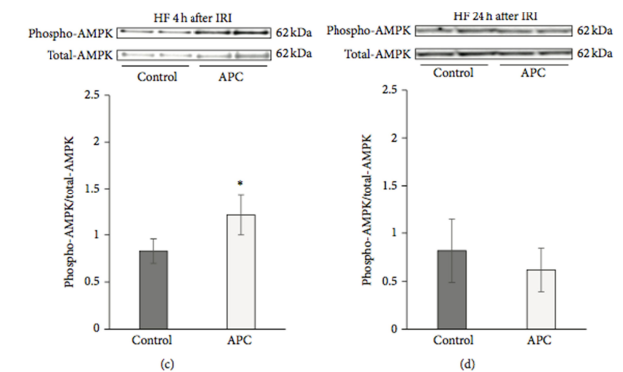 HF 4 h after IRI
Phospho-AMPK 62 kDa
Total-AMPK 62 kDa
Control APC
2.5
2
1.5
1
0.5
0
Phospho-AMPK/total-AMPK
*
Control APC
(c)
HF 24 h after IRI
Phospho-AMPK 62 kDa
Total-AMPK 62 kDa
Control APC
2.5
2
1.5
1
0.5
0
Phospho-AMPK/total-AMPK
Control APC
(d)